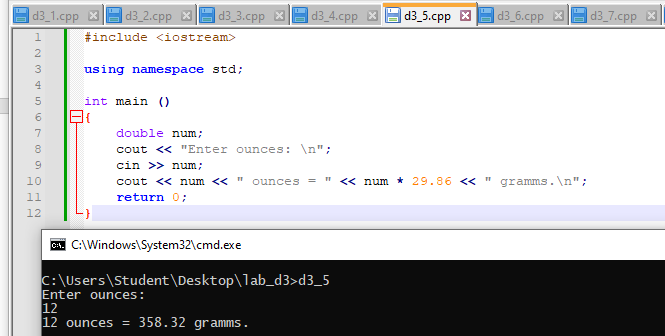 d3_1.cpp d3_2.cpp d3_3.cpp d3_4.cpp d3_5.cpp d3_6.cpp d3_7.cpp
1 #include <iostream>
2
3 using namespace std;
4
5 int main ()
6 {
7 double num;
8 cout << "Enter ounces: \n";
9 cin >> num;
10 cout << num << " ounces = " << num * 29.86 << " gramms.\n";
11 return 0;
12 }
C:\Windows\System32\cmd.exe
C:\Users\Student\Desktop\lab_d3>d3_5
Enter ounces:
12
12 ounces = 358.32 gramms.